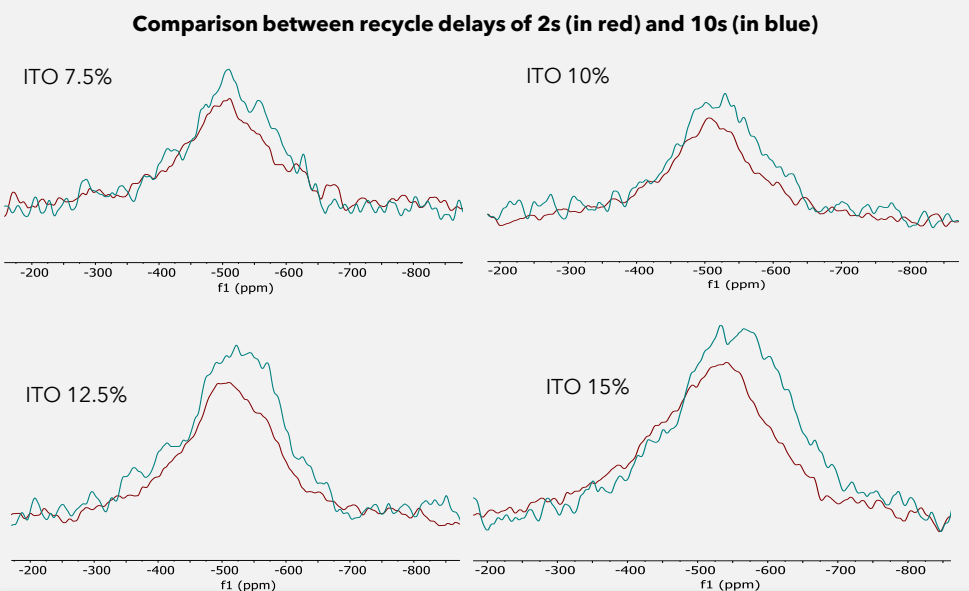 Comparison between recycle delays of 2s (in red) and 10s (in blue)
ITO 7.5%
-200 -300 -400 -500 -600 -700 -800
f1 (ppm)
ITO 10%
-200 -300 -400 -500 -600 -700 -800
f1 (ppm)
ITO 12.5%
-200 -300 -400 -500 -600 -700 -800
f1 (ppm)
ITO 15%
-200 -300 -400 -500 -600 -700 -800
f1 (ppm)